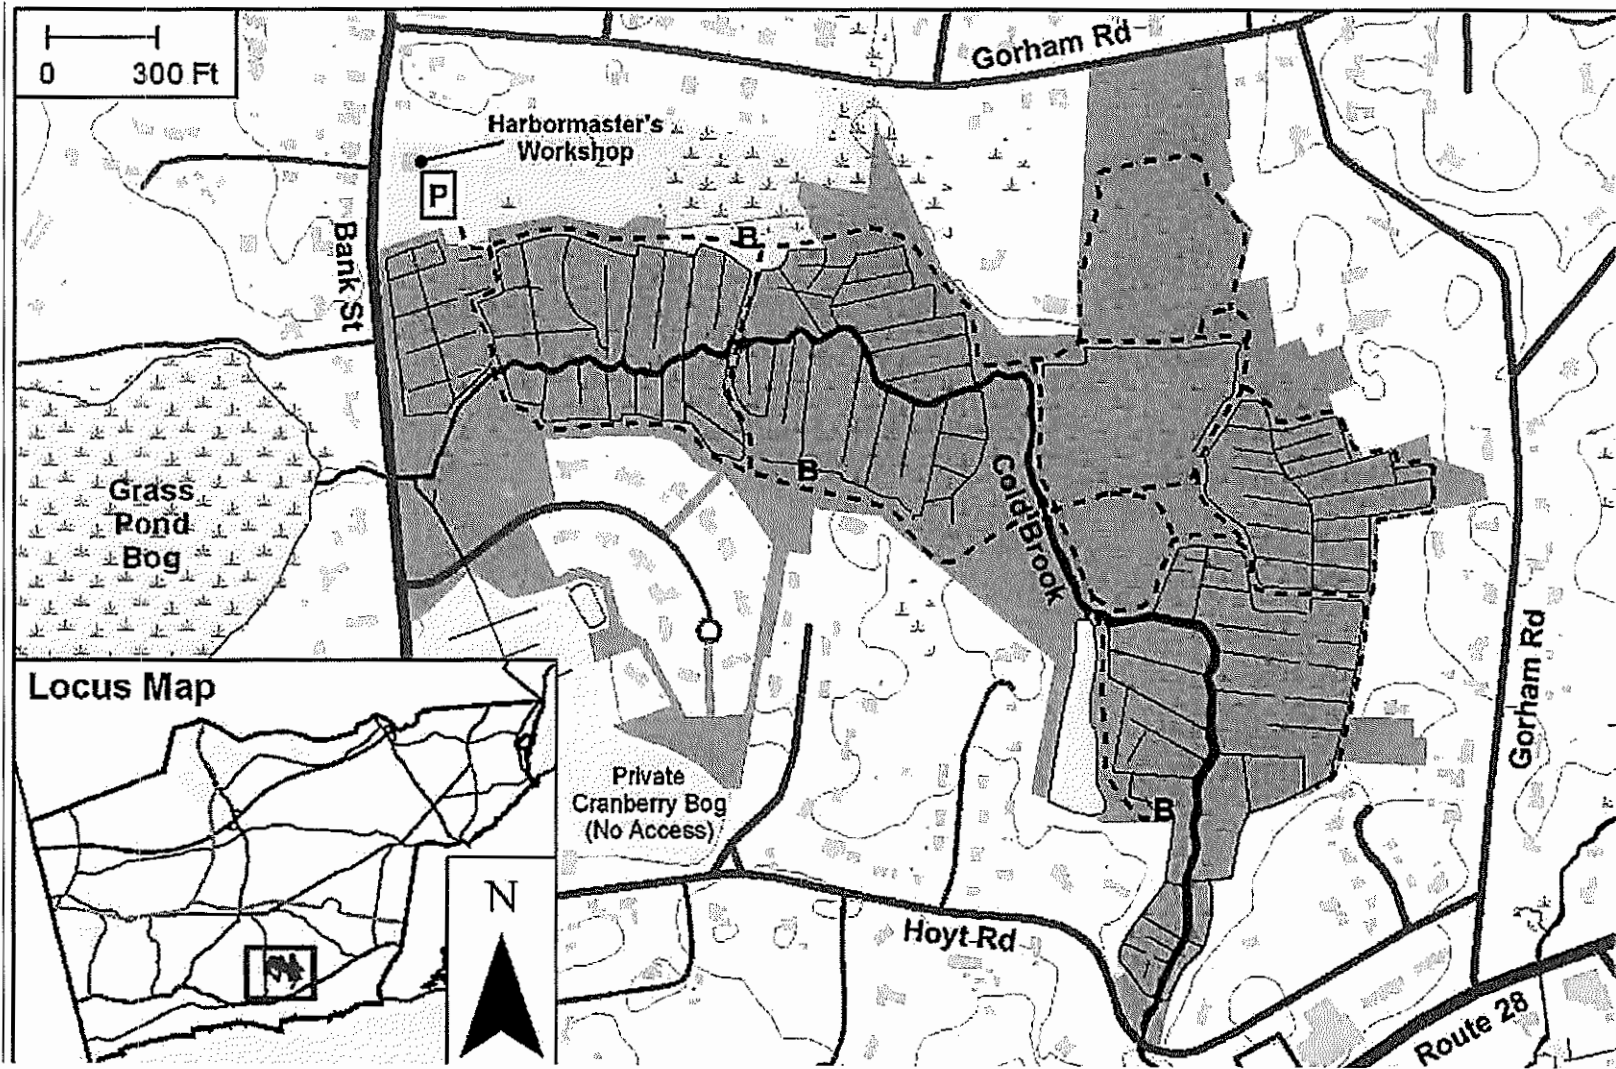 0 300 Ft
Gorham Rd
Harbormaster's
Workshop
P
Bank St
B
B
Grass
Pond
Bog
Cold Brook
Gorham Rd
Locus Map
Private
Cranberry Bog
(No Access)
B
N
Hoyt Rd
Route 28